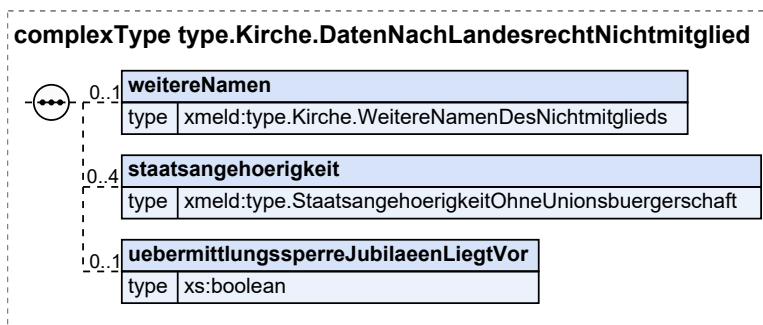 complexType type.Kirche.DatenNachLandesrechtNichtmitglied
0..1 weitereNamen
type xmeld:type.Kirche.WeitereNamenDesNichtmitglieds
0..4 staatsangehoerigkeit
type xmeld:type.StaatsangehoerigkeitOhneUnionsbuergerschaft
0..1 uebermittlungssperreJubilaeenLiegtVor
type xs:boolean